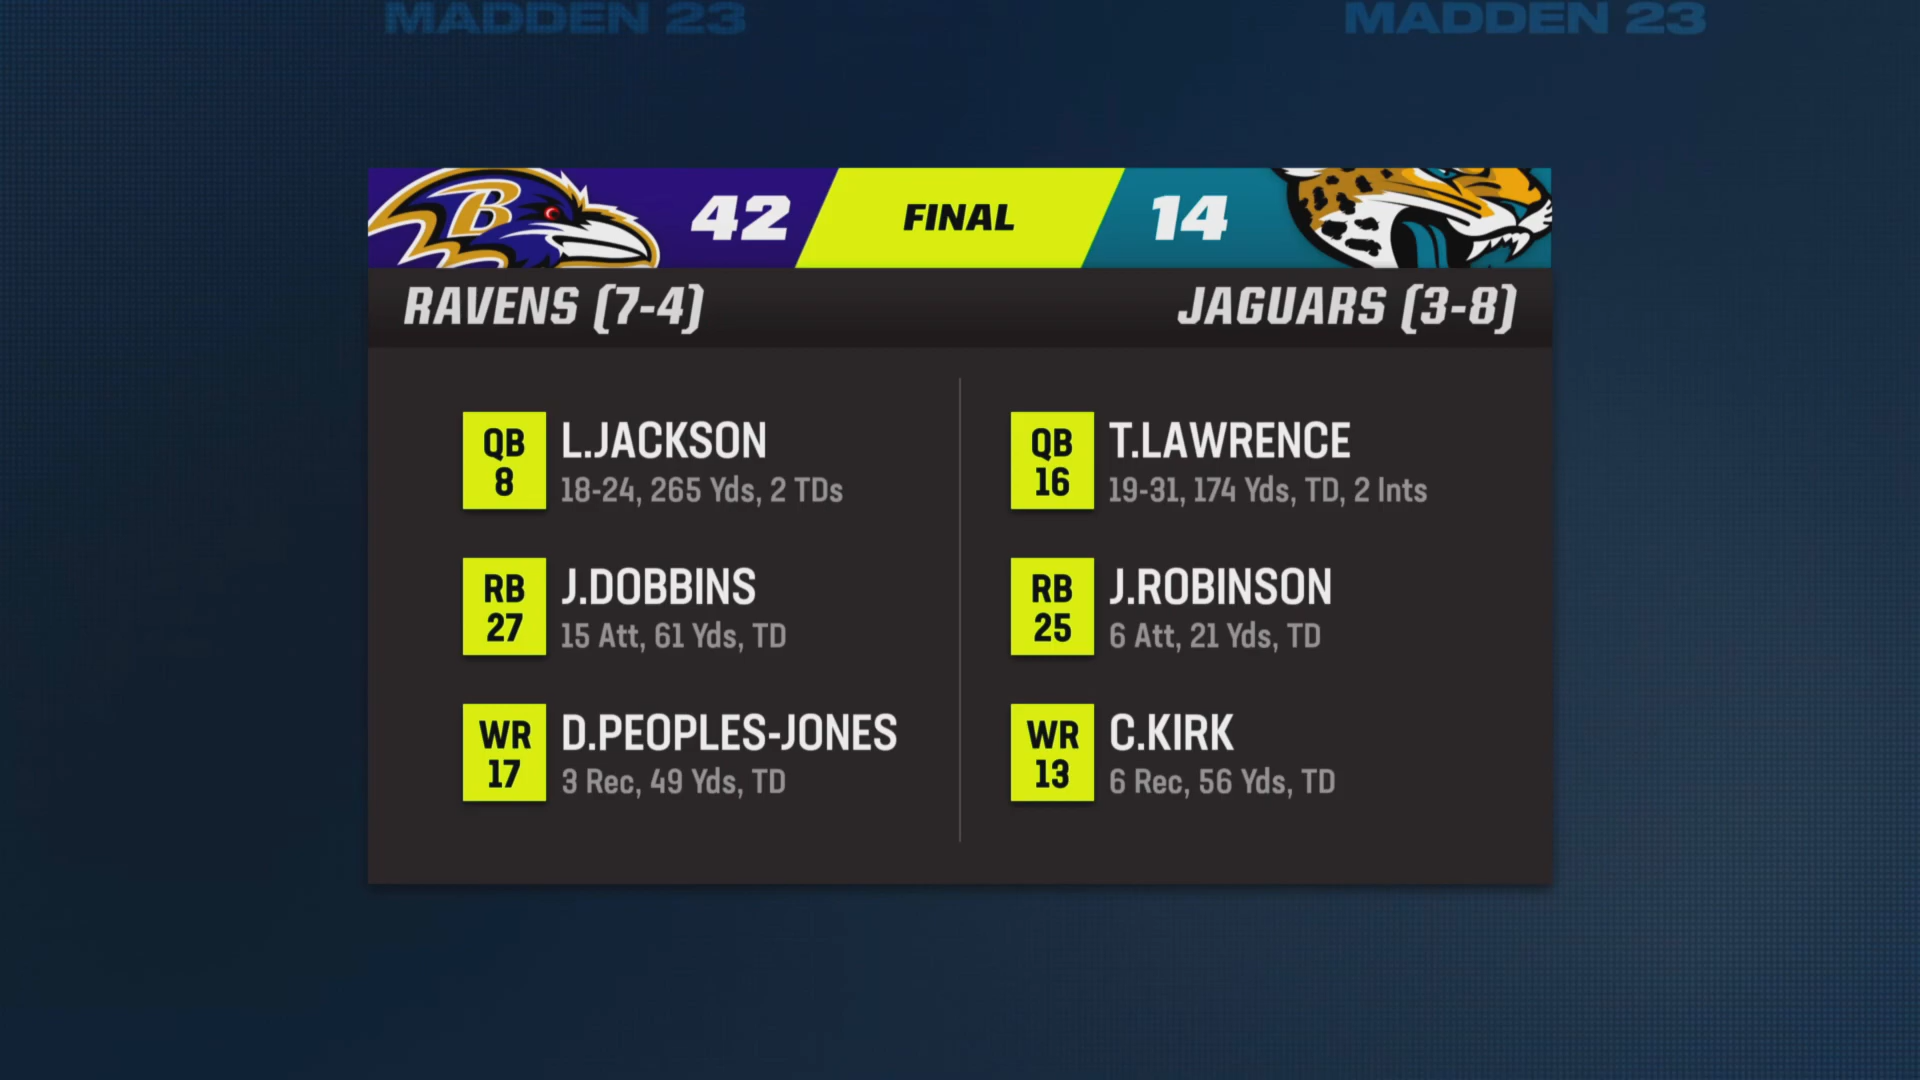 MADDEN 23 MADDEN 23
B 42 FINAL 14
RAVENS (7-4) JAGUARS (3-8)
QB 8 L.JACKSON
18-24, 265 Yds, 2 TDs
RB 27 J.DOBBINS
15 Att, 61 Yds, TD
WR 17 D.PEOPLES-JONES
3 Rec, 49 Yds, TD
QB 16 T.LAWRENCE
19-31, 174 Yds, TD, 2 Ints
RB 25 J.ROBINSON
6 Att, 21 Yds, TD
WR 13 C.KIRK
6 Rec, 56 Yds, TD